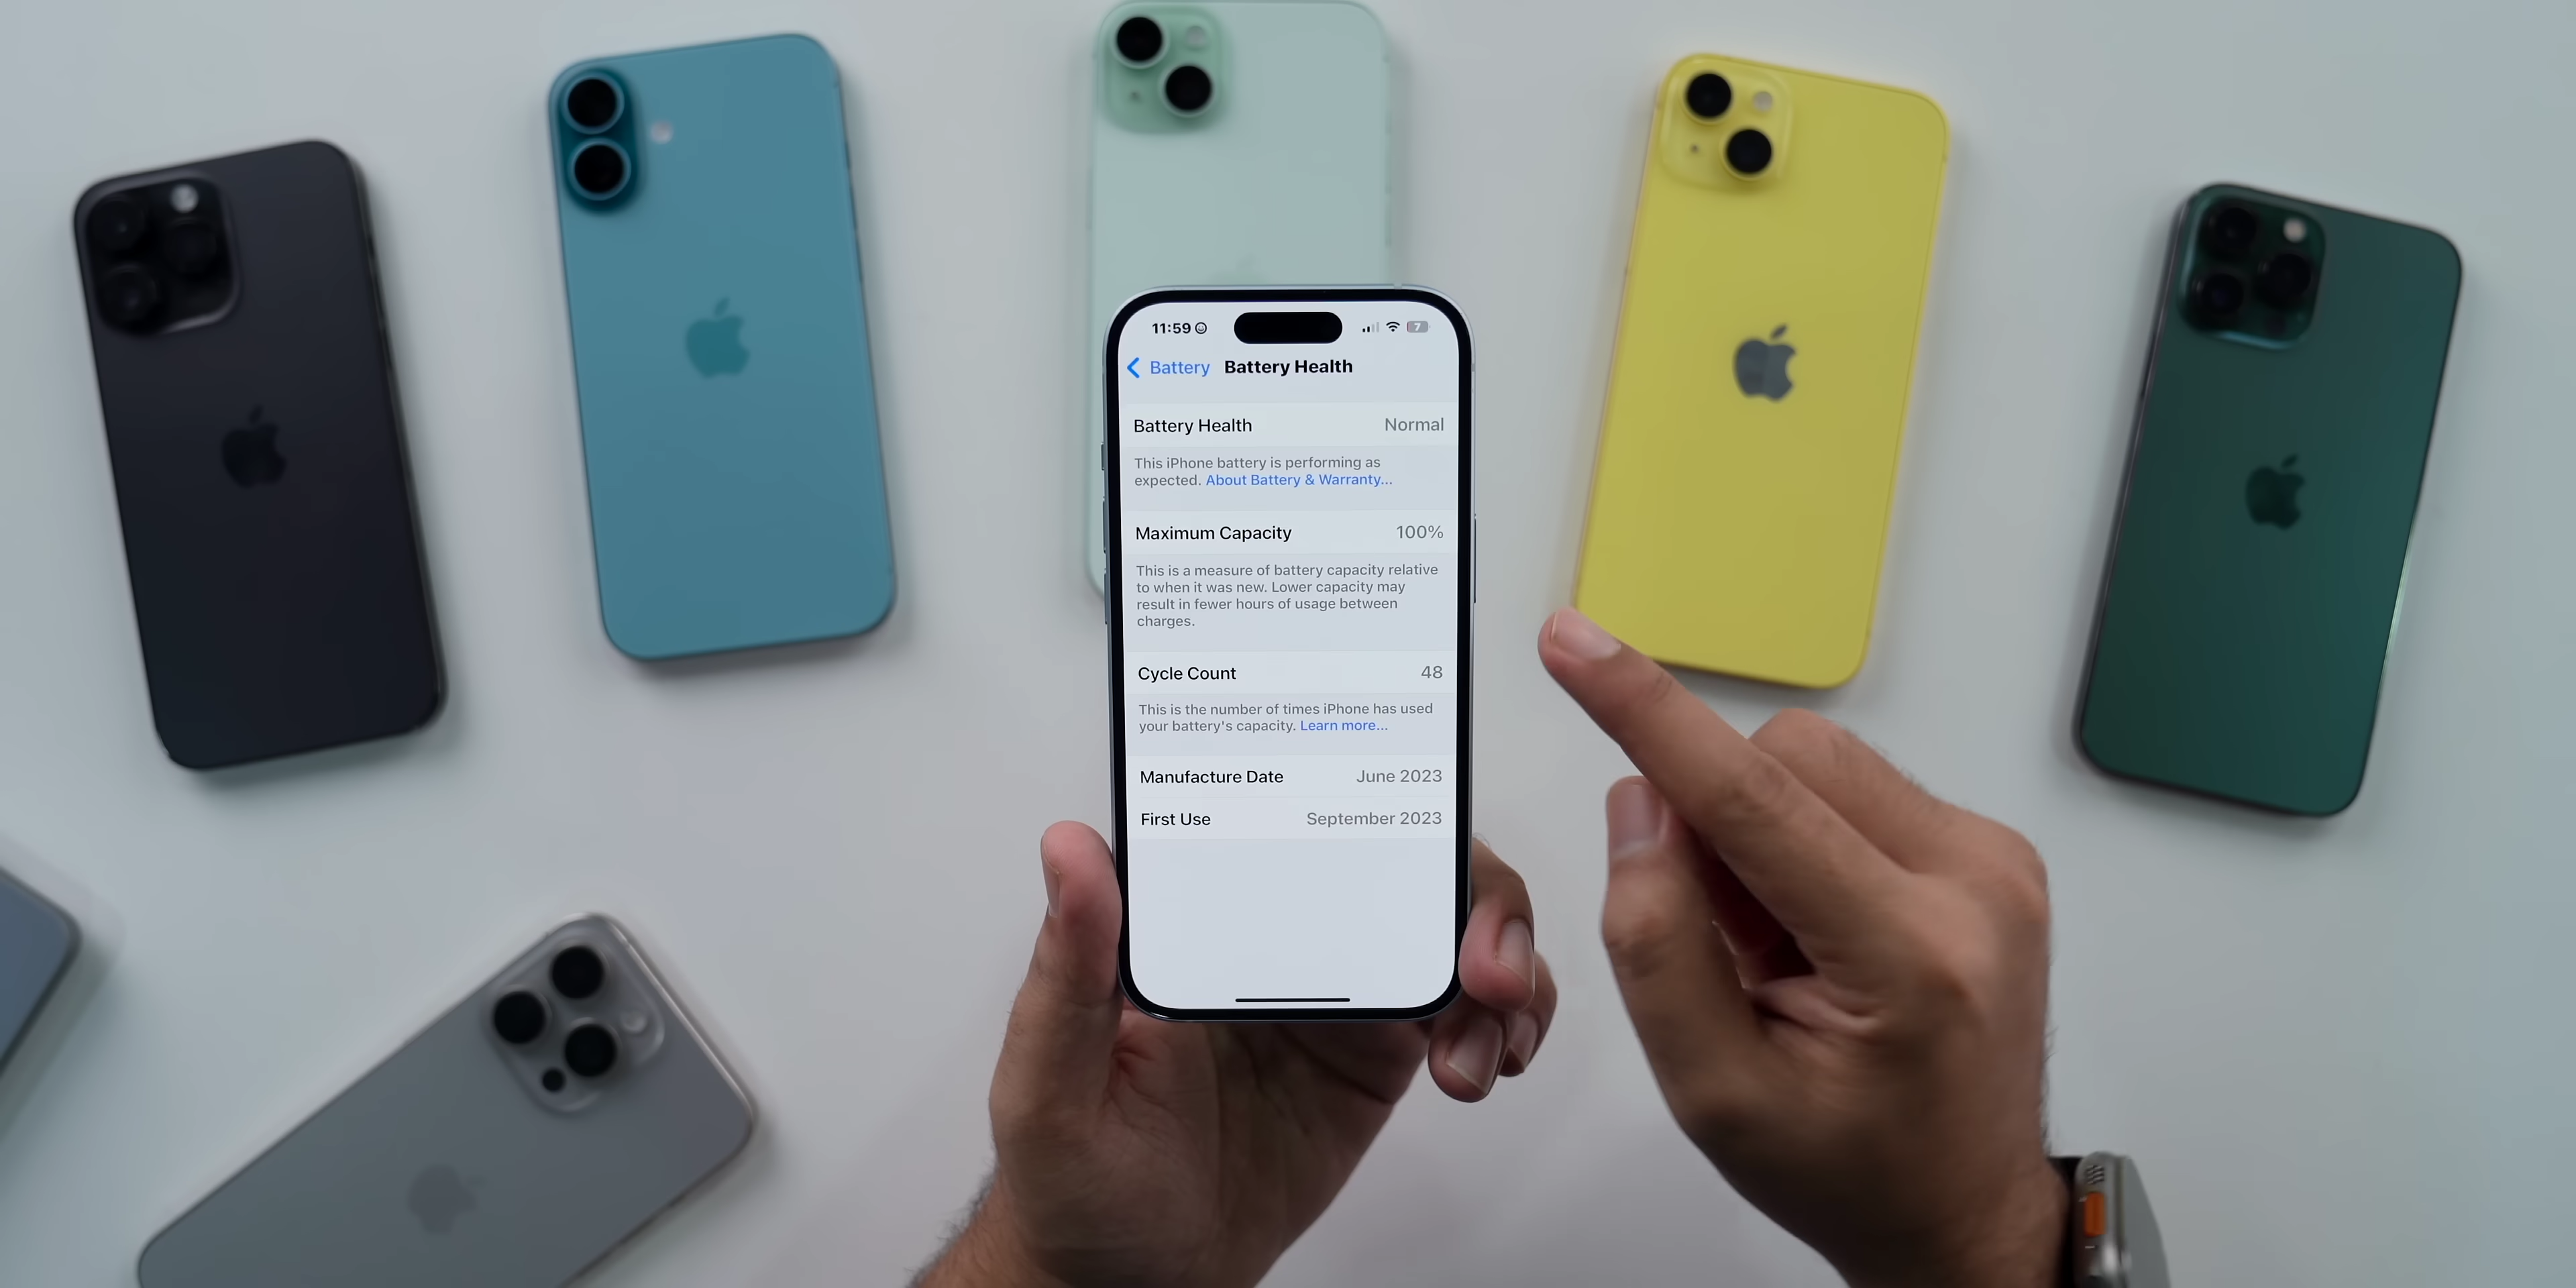 11:59
7
Battery Battery Health
Battery Health Normal
This iPhone battery is performing as
expected. About Battery & Warranty...
Maximum Capacity 100%
This is a measure of battery capacity relative
to when it was new. Lower capacity may
result in fewer hours of usage between
charges.
Cycle Count 48
This is the number of times iPhone has used
your battery's capacity. Learn more...
Manufacture Date June 2023
First Use September 2023